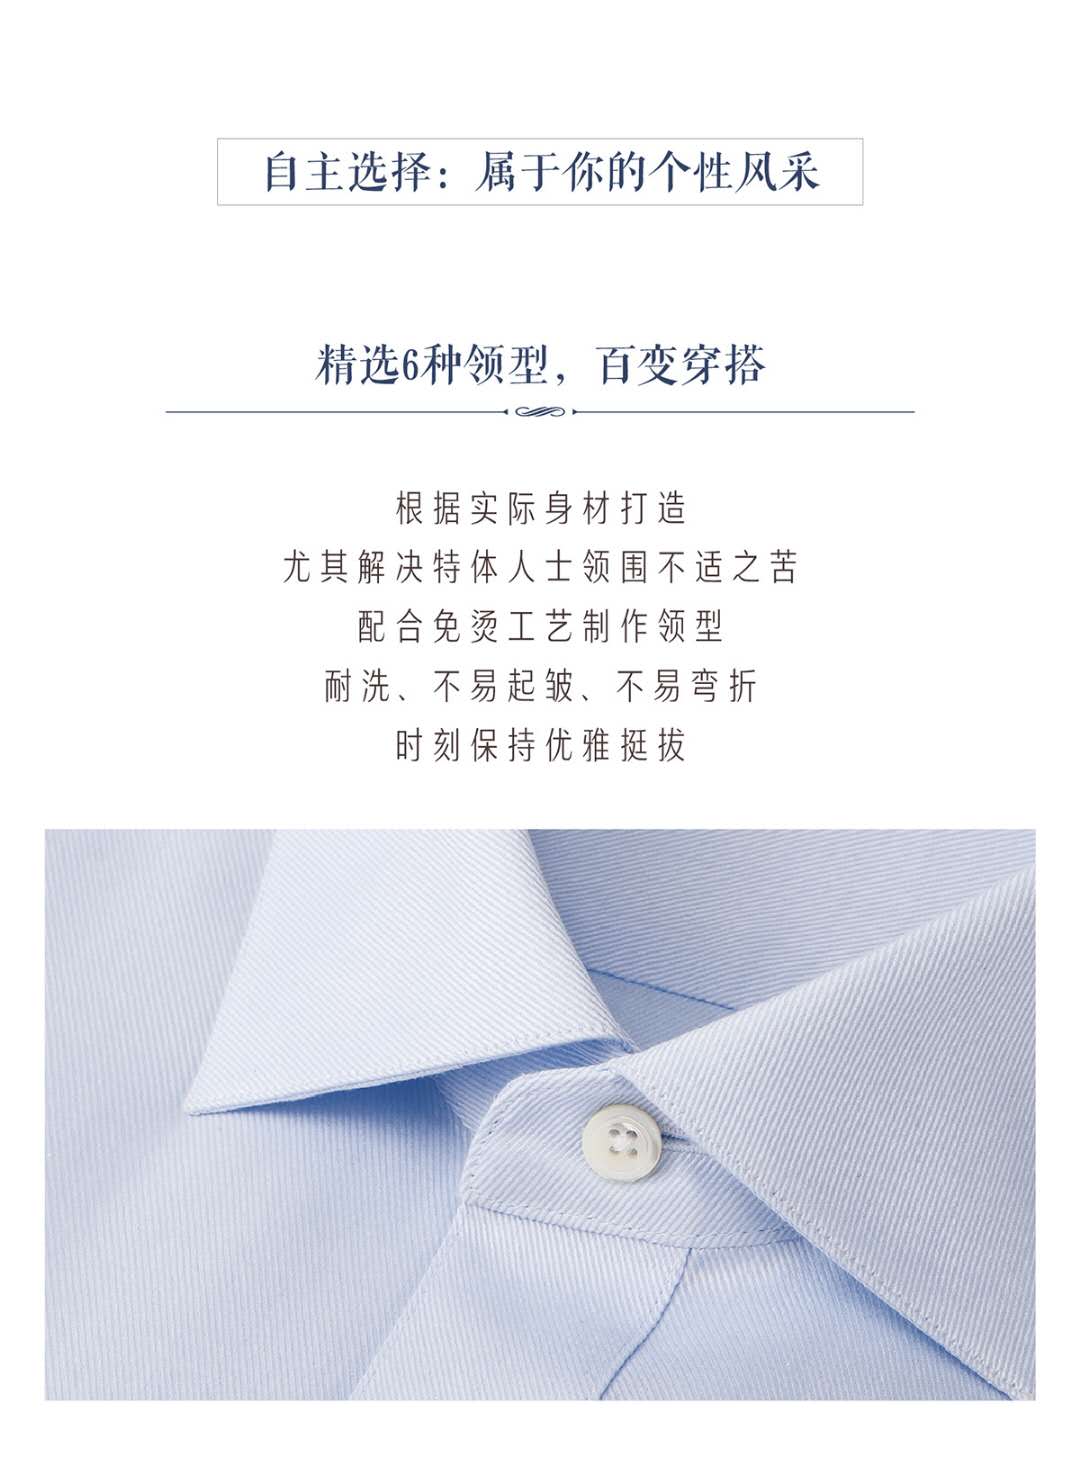 自主选择：属于你的个性风采
精选6种领型，百变穿搭
根据实际身材打造
尤其解决特体人士领围不适之苦
配合免烫工艺制作领型
耐洗、不易起皱、不易弯折
时刻保持优雅挺拔